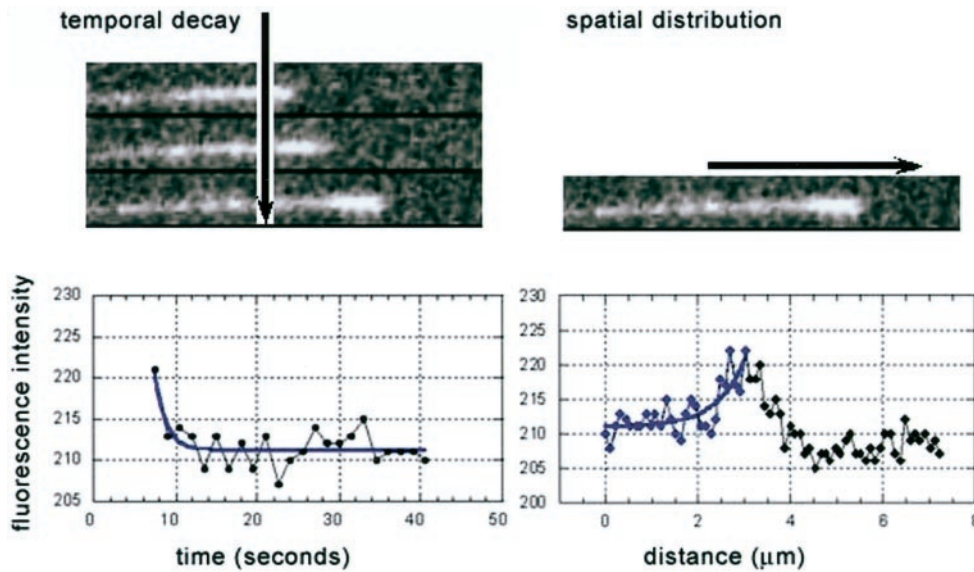 temporal decay
spatial distribution
fluorescence intensity
230
225
220
215
210
205
0 10 20 30 40 50
time (seconds)
230
225
220
215
210
205
200
0 2 4 6 8
distance (μm)